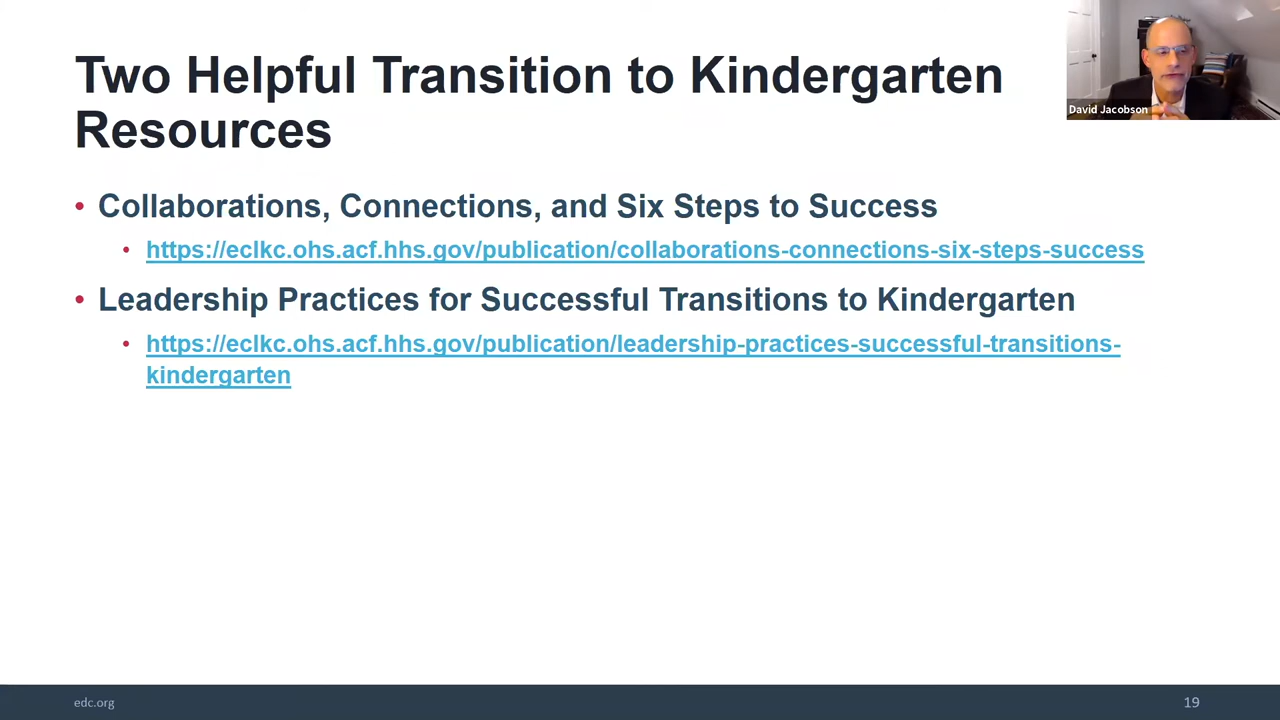 Two Helpful Transition to Kindergarten
Resources
David Jacobson
• Collaborations, Connections, and Six Steps to Success
• https://eclkc.ohs.acf.hhs.gov/publication/collaborations-connections-six-steps-success
• Leadership Practices for Successful Transitions to Kindergarten
• https://eclkc.ohs.acf.hhs.gov/publication/leadership-practices-successful-transitions-
kindergarten
edc.org
19